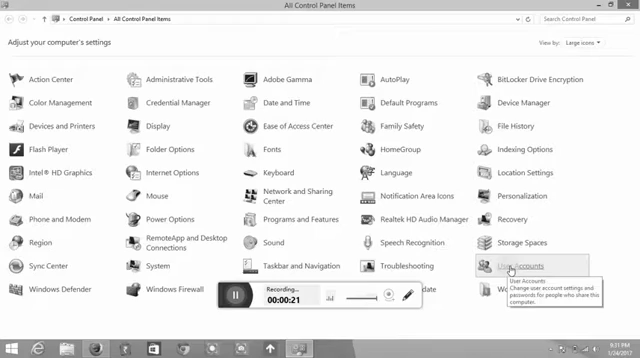 All Control Panel Items
Control Panel
All Control Panel Items
Search Control Panel
Adjust your computer's settings
View by: Large icons
Action Center
Administrative Tools
Adobe Gamma
AutoPlay
BitLocker Drive Encryption
Color Management
Credential Manager
Date and Time
Default Programs
Device Manager
Devices and Printers
Display
Ease of Access Center
Family Safety
File History
Flash Player
Folder Options
Fonts
HomeGroup
Indexing Options
Intel® HD Graphics
Internet Options
Keyboard
Language
Location Settings
Mail
Mouse
Network and Sharing
Center
Notification Area Icons
Personalization
Phone and Modem
Power Options
Programs and Features
Realtek HD Audio Manager
Recovery
Region
RemoteApp and Desktop
Connections
Sound
Speech Recognition
Storage Spaces
Sync Center
System
Taskbar and Navigation
Troubleshooting
User Accounts
Windows Defender
Windows Firewall
Recording...
00:00:21
User Accounts
Change user account settings and
passwords for people who share this
computer.
9:31 PM